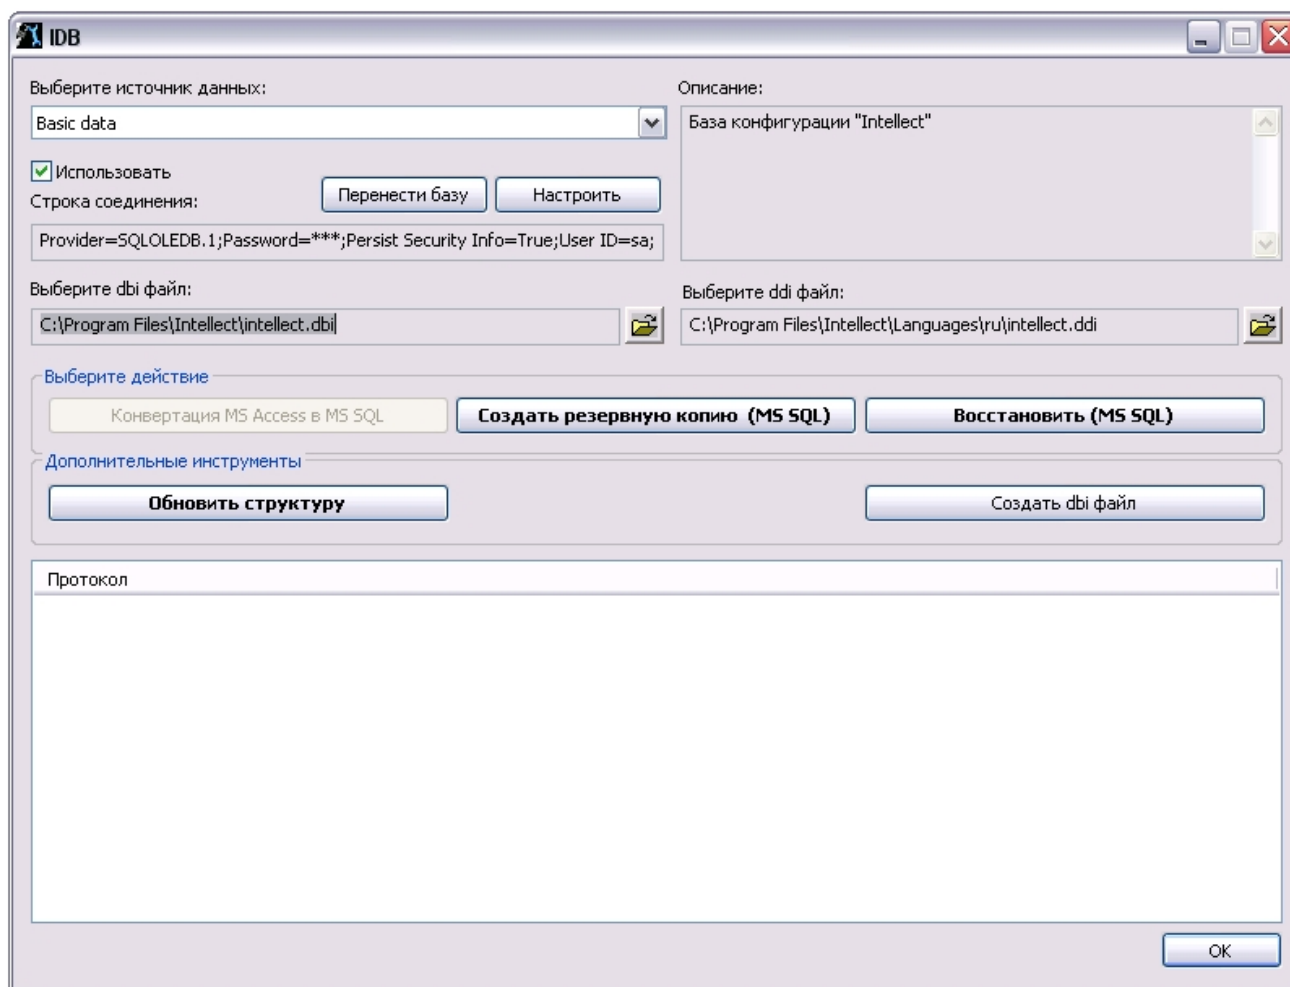 IDB
Выберите источник данных:
Описание:
Basic data
База конфигурации "Intellect"
Использовать
Строка соединения:
Перенести базу
Настроить
Provider=SQLOLEDB.1;Password=***;Persist Security Info=True;User ID=sa;
Выберите dbi файл:
Выберите ddi файл:
C:\Program Files\Intellect\intellect.dbi
C:\Program Files\Intellect\Languages\ru\intellect.ddi
Выберите действие
Конвертация MS Access в MS SQL
Создать резервную копию (MS SQL)
Восстановить (MS SQL)
Дополнительные инструменты
Обновить структуру
Создать dbi файл
Протокол
OK